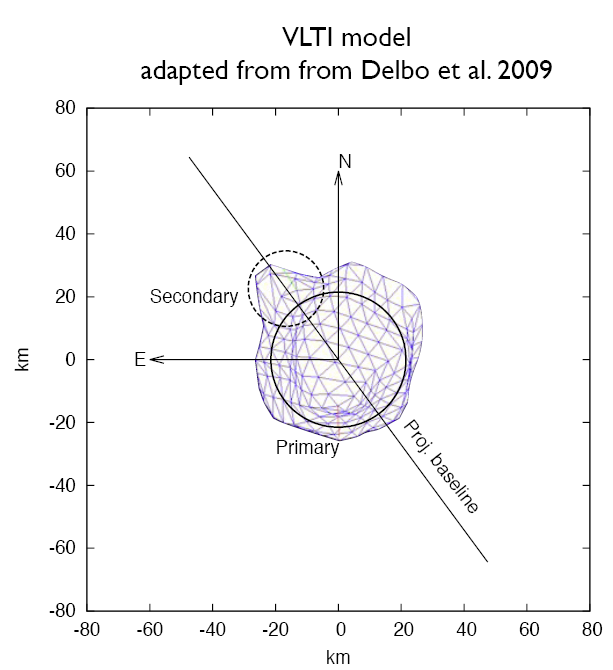 VLTI model
adapted from from Delbo et al. 2009
80
60
40
20
0
-20
-40
-60
-80
km
N
E
Secondary
Primary
Proj. baseline
-80 -60 -40 -20 0 20 40 60 80
km